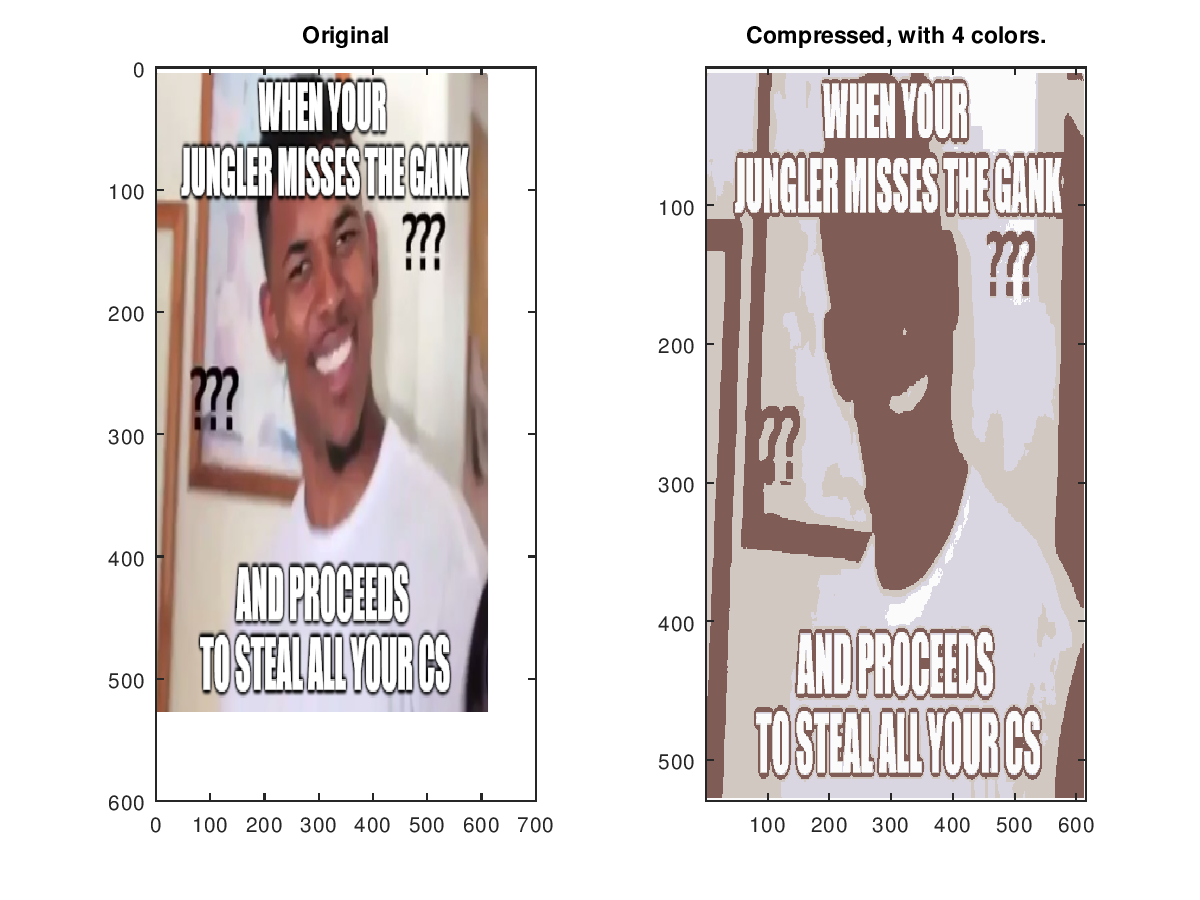 Original
0
100
200
300
400
500
600
0 100 200 300 400 500 600 700
WHEN YOUR
JUNGLER MISSES THE GANK
???
???
AND PROCEEDS
TO STEAL ALL YOUR CS
Compressed, with 4 colors.
100
200
300
400
500
100 200 300 400 500 600
WHEN YOUR
JUNGLER MISSES THE GANK
???
???
AND PROCEEDS
TO STEAL ALL YOUR CS